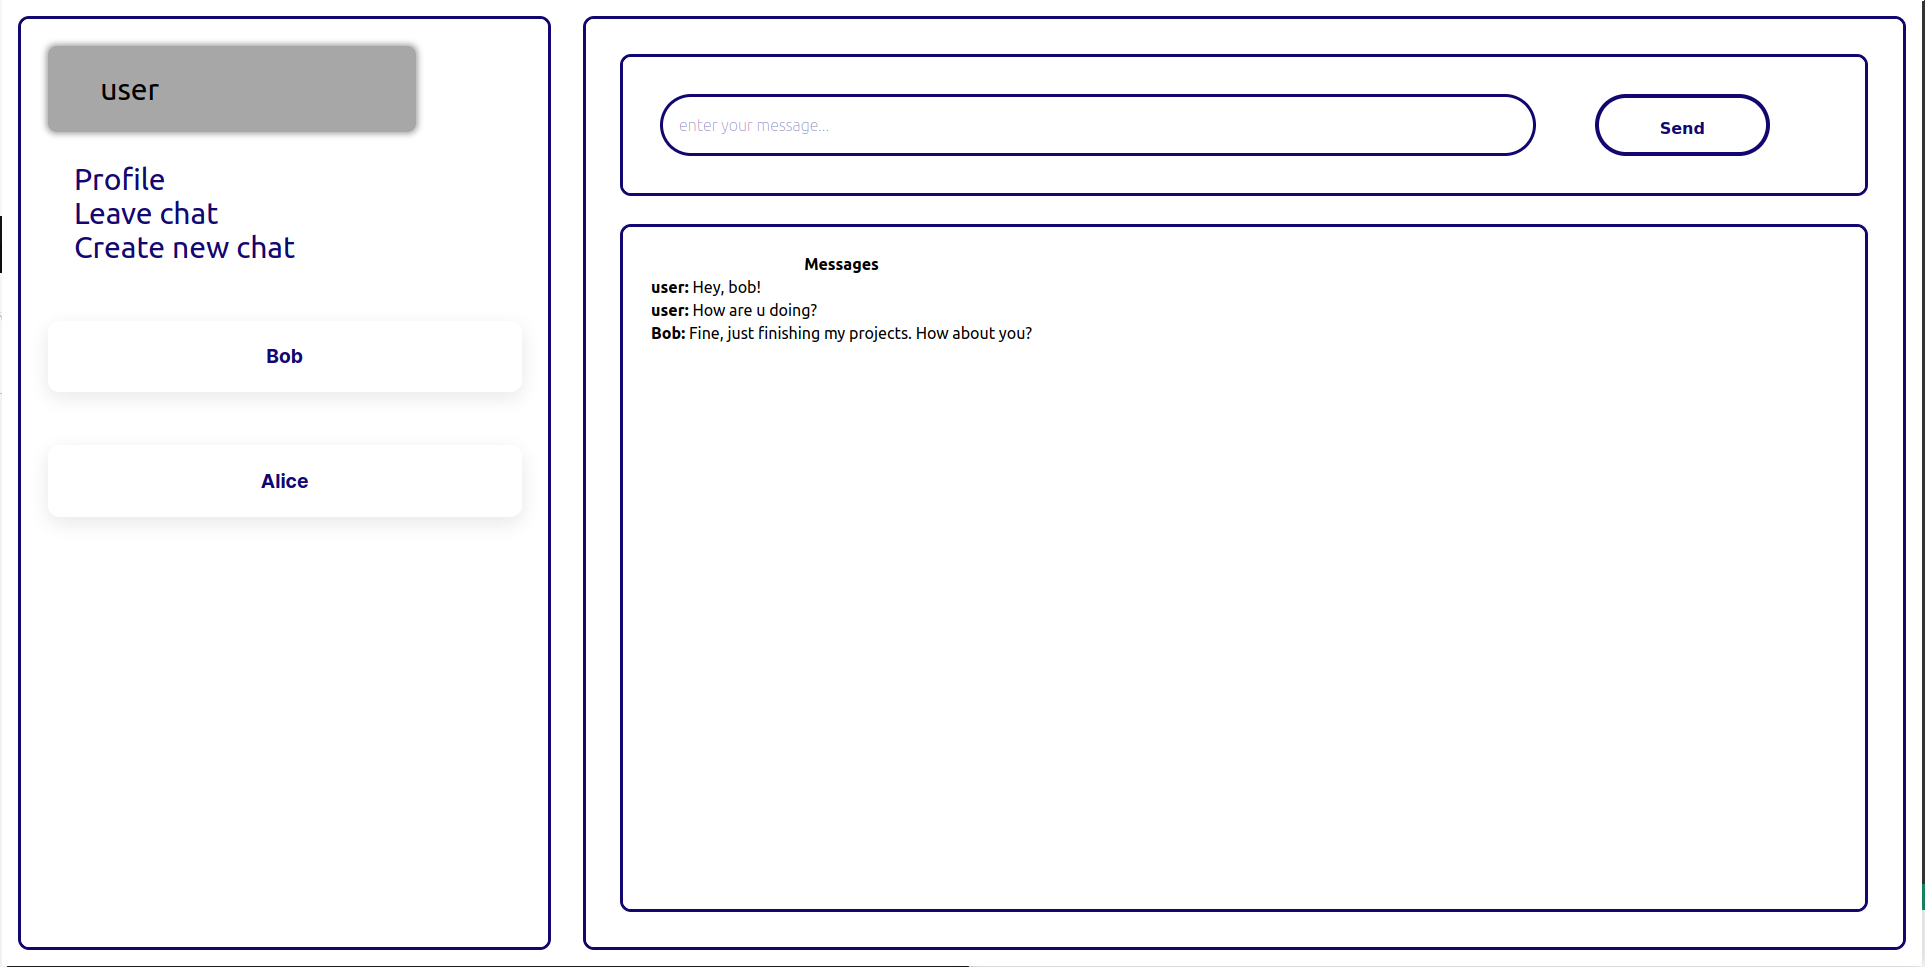 user
Profile
Leave chat
Create new chat
Bob
Alice
enter your message...
Send
Messages
user: Hey, bob!
user: How are u doing?
Bob: Fine, just finishing my projects. How about you?